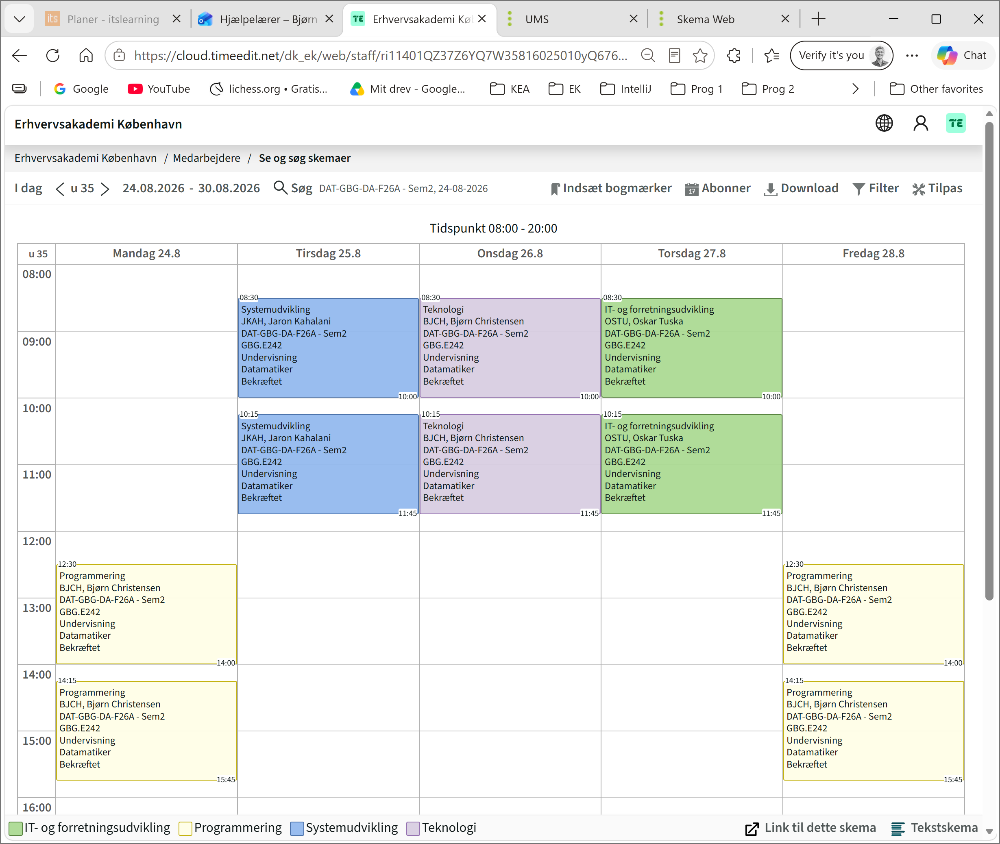 its Planer - itslearning
Hjælpelærer – Bjørn
TE Erhvervsakademi Kø
UMS
Skema Web
https://cloud.timeedit.net/dk_ek/web/staff/ri11401QZ37Z6YQ7W35816025010yQ676...
Verify it's you
Chat
Google
YouTube
lichess.org • Gratis...
Mit drev - Google...
KEA
EK
IntelliJ
Prog 1
Prog 2
Other favorites
Erhvervsakademi København
TE
Erhvervsakademi København / Medarbejdere / Se og søg skemaer
I dag u 35 24.08.2026 - 30.08.2026 Søg DAT-GBG-DA-F26A - Sem2, 24-08-2026
Indsæt bogmærker 17 Abonner Download Filter Tilpas
Tidspunkt 08:00 - 20:00
u 35 Mandag 24.8 Tirsdag 25.8 Onsdag 26.8 Torsdag 27.8 Fredag 28.8
08:00
09:00
10:00
11:00
12:00
13:00
14:00
15:00
16:00
12:30
Programmering
BJCH, Bjørn Christensen
DAT-GBG-DA-F26A - Sem2
GBG.E242
Undervisning
Datamatiker
Bekræftet
14:00
14:15
Programmering
BJCH, Bjørn Christensen
DAT-GBG-DA-F26A - Sem2
GBG.E242
Undervisning
Datamatiker
Bekræftet
15:45
08:30
Systemudvikling
JKAH, Jaron Kahalani
DAT-GBG-DA-F26A - Sem2
GBG.E242
Undervisning
Datamatiker
Bekræftet
10:00
10:15
Systemudvikling
JKAH, Jaron Kahalani
DAT-GBG-DA-F26A - Sem2
GBG.E242
Undervisning
Datamatiker
Bekræftet
11:45
08:30
Teknologi
BJCH, Bjørn Christensen
DAT-GBG-DA-F26A - Sem2
GBG.E242
Undervisning
Datamatiker
Bekræftet
10:00
10:15
Teknologi
BJCH, Bjørn Christensen
DAT-GBG-DA-F26A - Sem2
GBG.E242
Undervisning
Datamatiker
Bekræftet
11:45
08:30
IT- og forretningsudvikling
OSTU, Oskar Tuska
DAT-GBG-DA-F26A - Sem2
GBG.E242
Undervisning
Datamatiker
Bekræftet
10:00
10:15
IT- og forretningsudvikling
OSTU, Oskar Tuska
DAT-GBG-DA-F26A - Sem2
GBG.E242
Undervisning
Datamatiker
Bekræftet
11:45
12:30
Programmering
BJCH, Bjørn Christensen
DAT-GBG-DA-F26A - Sem2
GBG.E242
Undervisning
Datamatiker
Bekræftet
14:00
14:15
Programmering
BJCH, Bjørn Christensen
DAT-GBG-DA-F26A - Sem2
GBG.E242
Undervisning
Datamatiker
Bekræftet
15:45
IT- og forretningsudvikling Programmering Systemudvikling Teknologi
Link til dette skema Tekstskema